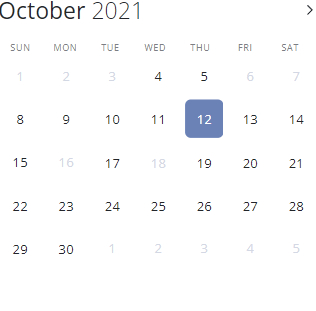 October 2021
SUN MON TUE WED THU FRI SAT
1 2 3 4 5 6 7
8 9 10 11 12 13 14
15 16 17 18 19 20 21
22 23 24 25 26 27 28
29 30 1 2 3 4 5